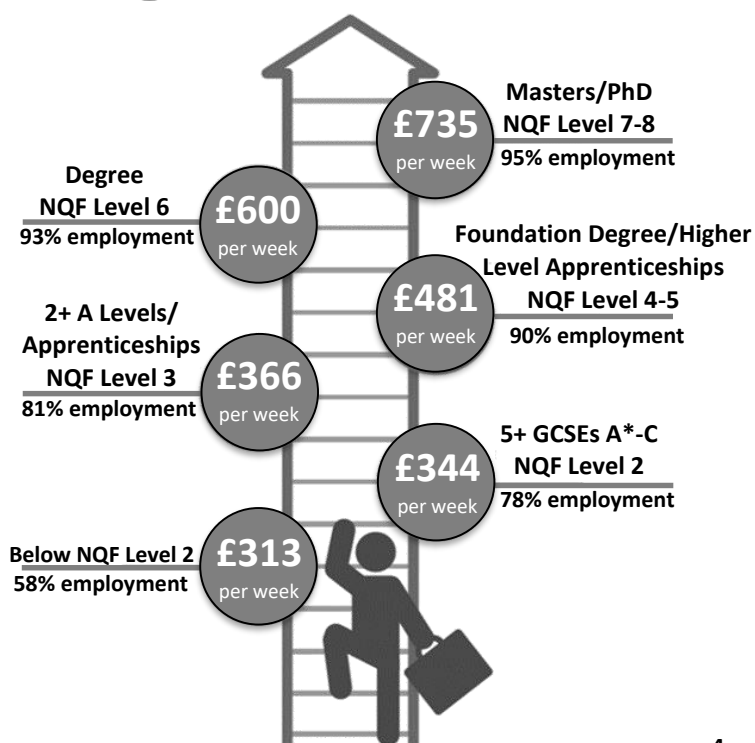 £735
per week
Masters/PhD
NQF Level 7-8
95% employment
Degree
NQF Level 6
93% employment
£600
per week
Foundation Degree/Higher
Level Apprenticeships
NQF Level 4-5
90% employment
£481
per week
2+ A Levels/
Apprenticeships
NQF Level 3
81% employment
£366
per week
5+ GCSEs A*-C
NQF Level 2
78% employment
£344
per week
Below NQF Level 2
58% employment
£313
per week